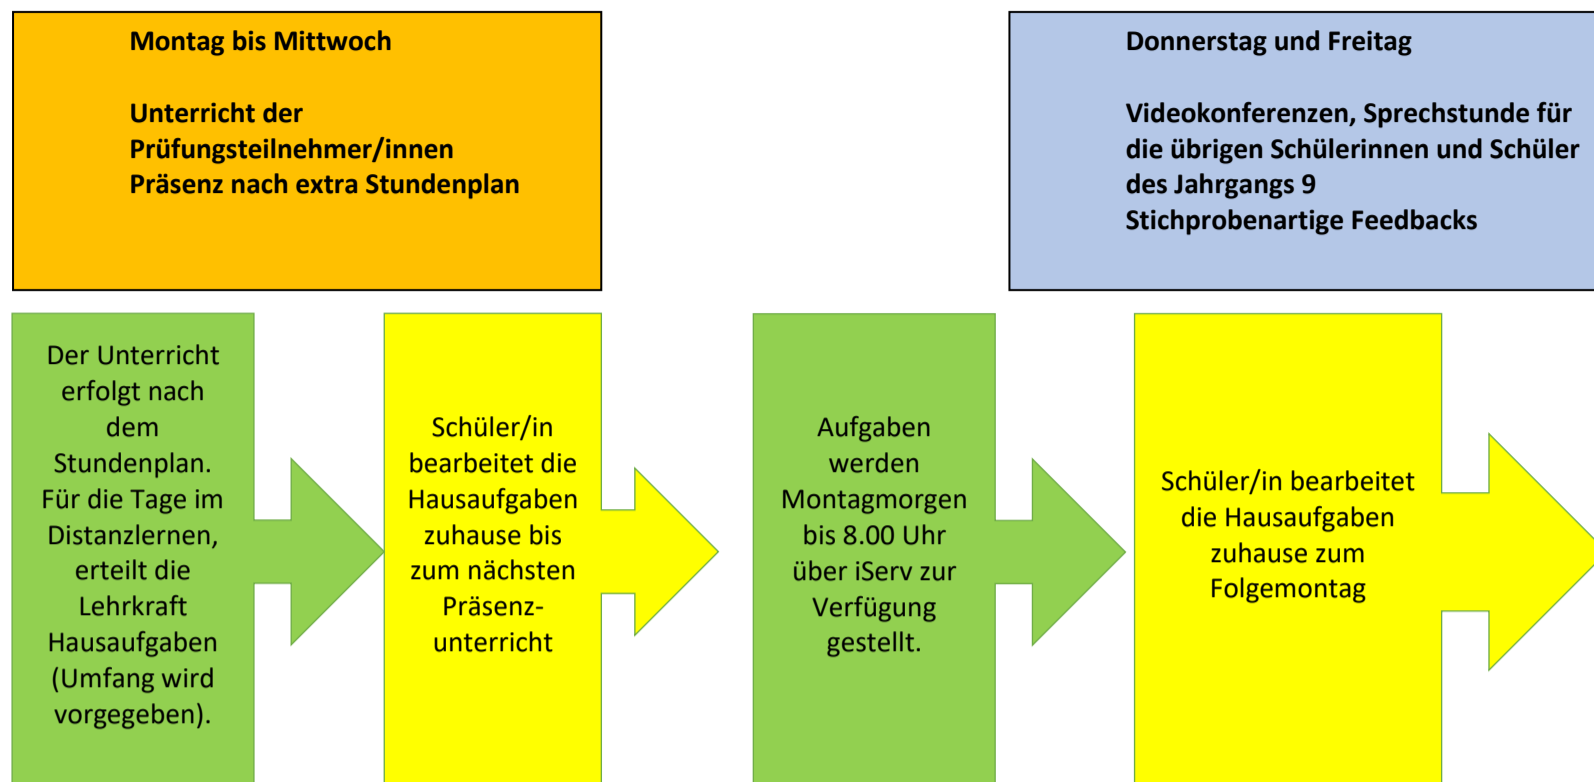 Montag bis Mittwoch
Unterricht der
Prüfungsteilnehmer/innen
Präsenz nach extra Stundenplan
Donnerstag und Freitag
Videokonferenzen, Sprechstunde für
die übrigen Schülerinnen und Schüler
des Jahrgangs 9
Stichprobenartige Feedbacks
Der Unterricht
erfolgt nach
dem
Stundenplan.
Für die Tage im
Distanzlernen,
erteilt die
Lehrkraft
Hausaufgaben
(Umfang wird
vorgegeben).
Schüler/in
bearbeitet die
Hausaufgaben
zuhause bis
zum nächsten
Präsenz-
unterricht
Aufgaben
werden
Montagmorgen
bis 8.00 Uhr
über iServ zur
Verfügung
gestellt.
Schüler/in bearbeitet
die Hausaufgaben
zuhause zum
Folgemontag